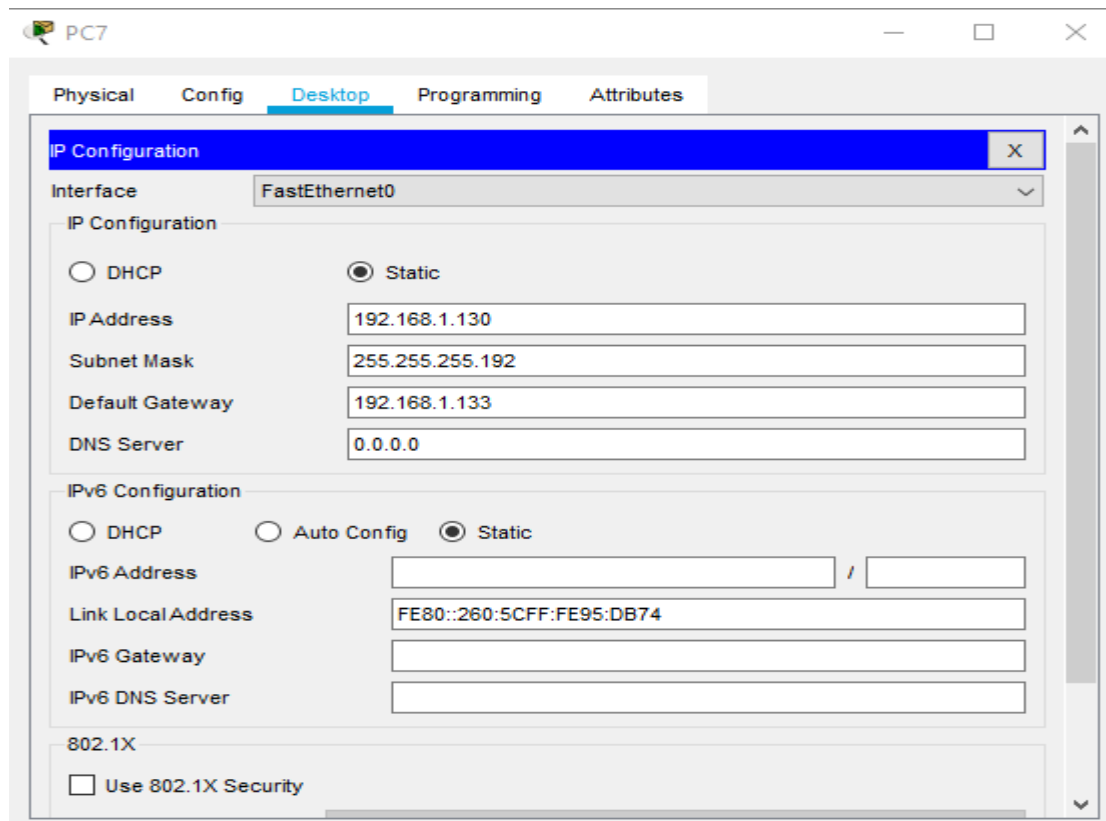 PC7
Physical Config Desktop Programming Attributes
IP Configuration X
Interface FastEthernet0
IP Configuration
DHCP Static
IP Address 192.168.1.130
Subnet Mask 255.255.255.192
Default Gateway 192.168.1.133
DNS Server 0.0.0.0
IPv6 Configuration
DHCP Auto Config Static
IPv6 Address /
Link Local Address FE80::260:5CFF:FE95:DB74
IPv6 Gateway
IPv6 DNS Server
802.1X
Use 802.1X Security